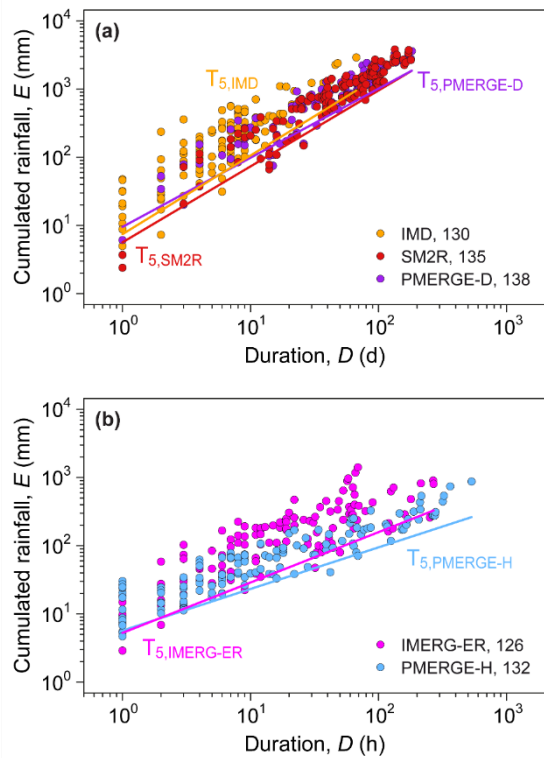 (a)
Cumulated rainfall, E (mm)
10⁴
10³
10²
10¹
10⁰
T5,IMD
T5,PMERGE-D
T5,SM2R
IMD, 130
SM2R, 135
PMERGE-D, 138
10⁰
10¹
10²
10³
Duration, D (d)
(b)
Cumulated rainfall, E (mm)
10⁴
10³
10²
10¹
10⁰
T5,PMERGE-H
T5,IMERG-ER
IMERG-ER, 126
PMERGE-H, 132
10⁰
10¹
10²
10³
Duration, D (h)